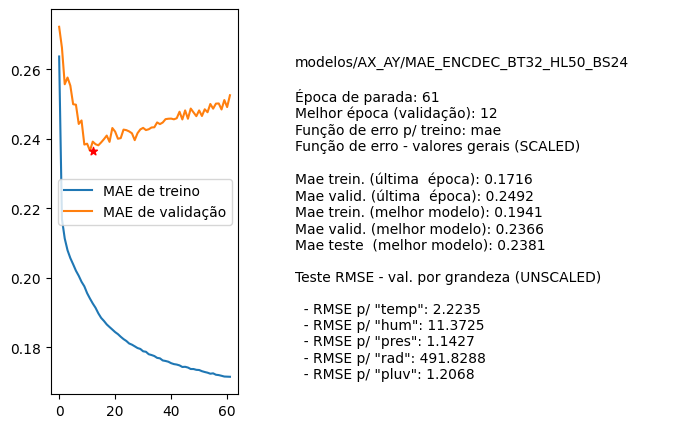 0.26
0.24
0.22
0.20
0.18
0
20
40
60
MAE de treino
MAE de validação
modelos/AX_AY/MAE_ENCDEC_BT32_HL50_BS24
Época de parada: 61
Melhor época (validação): 12
Função de erro p/ treino: mae
Função de erro - valores gerais (SCALED)
Mae trein. (última  época): 0.1716
Mae valid. (última  época): 0.2492
Mae trein. (melhor modelo): 0.1941
Mae valid. (melhor modelo): 0.2366
Mae teste  (melhor modelo): 0.2381
Teste RMSE - val. por grandeza (UNSCALED)
- RMSE p/ "temp": 2.2235
- RMSE p/ "hum": 11.3725
- RMSE p/ "pres": 1.1427
- RMSE p/ "rad": 491.8288
- RMSE p/ "pluv": 1.2068